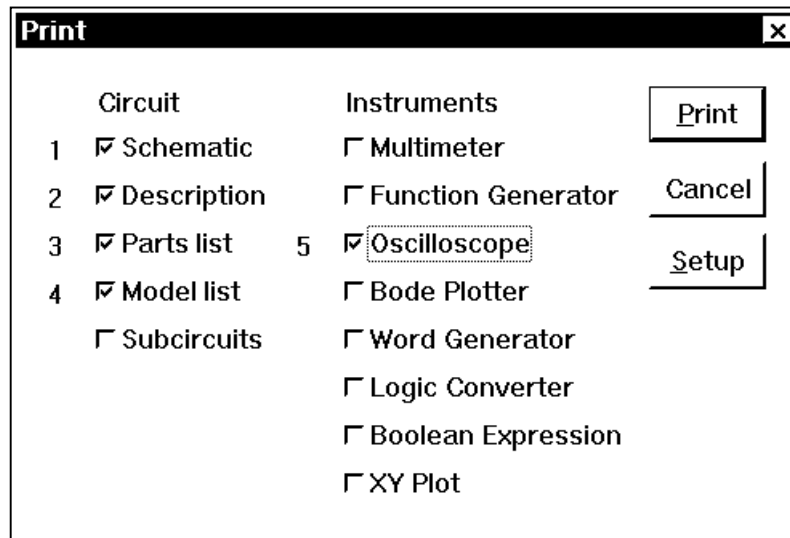 Print
Circuit Instruments Print
1 Schematic Multimeter
2 Description Function Generator Cancel
3 Parts list 5 Oscilloscope Setup
4 Model list Bode Plotter
Subcircuits Word Generator
Logic Converter
Boolean Expression
XY Plot